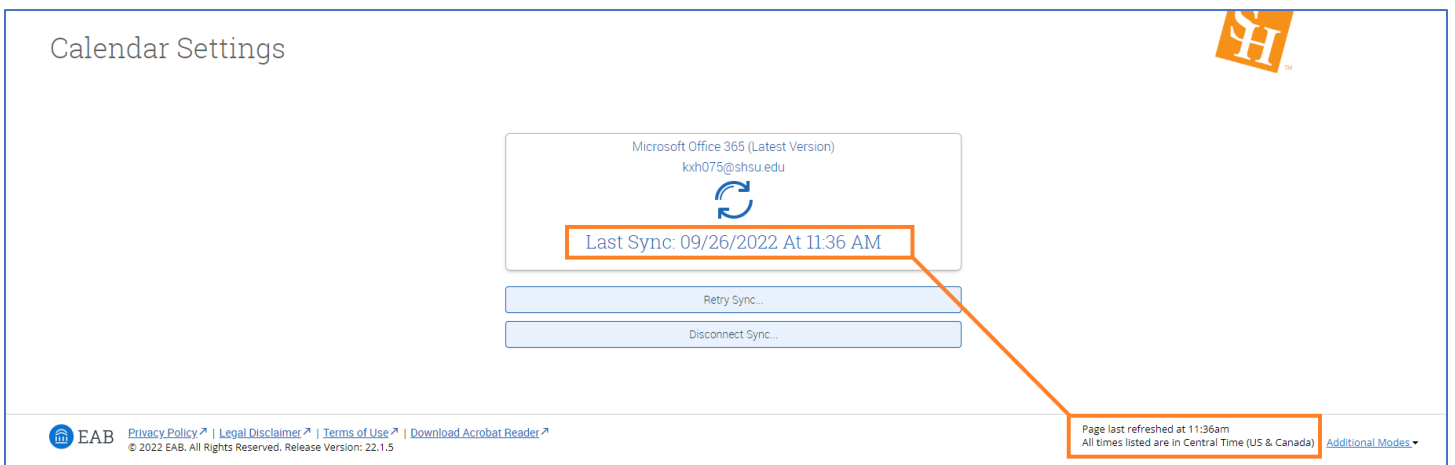 Calendar Settings
SH
TM
Microsoft Office 365 (Latest Version)
kxh075@shsu.edu
Last Sync: 09/26/2022 At 11:36 AM
Retry Sync...
Disconnect Sync...
EAB
Privacy Policy | Legal Disclaimer | Terms of Use | Download Acrobat Reader
© 2022 EAB. All Rights Reserved. Release Version: 22.1.5
Page last refreshed at 11:36am
All times listed are in Central Time (US & Canada)
Additional Modes